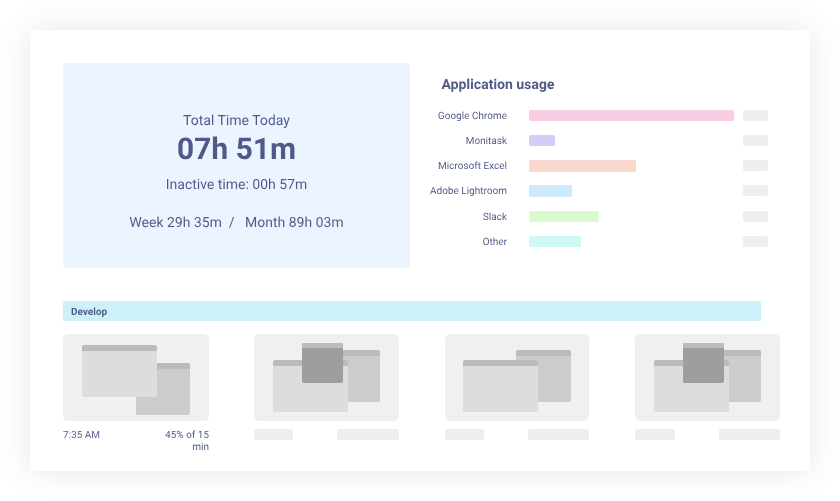 Total Time Today
07h 51m
Inactive time: 00h 57m
Week 29h 35m / Month 89h 03m
Application usage
Google Chrome
Monitask
Microsoft Excel
Adobe Lightroom
Slack
Other
Develop
7:35 AM
45% of 15
min